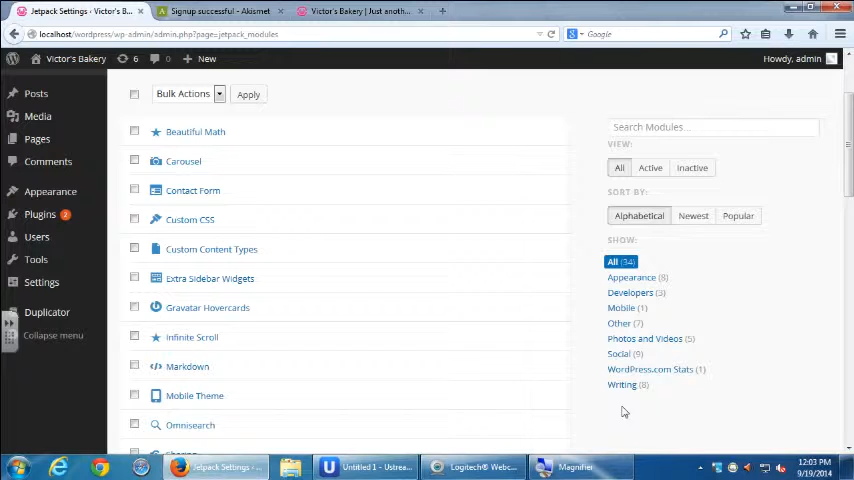 Jetpack Settings ‹ Victor's B...
Signup successful - Akismet
Victor's Bakery | Just anoth...
localhost/wordpress/wp-admin/admin.php?page=jetpack_modules
Google
Victor's Bakery
6
0
New
Howdy, admin
Posts
Media
Pages
Comments
Appearance
Plugins 2
Users
Tools
Settings
Duplicator
Collapse menu
Bulk Actions
Apply
Beautiful Math
Carousel
Contact Form
Custom CSS
Custom Content Types
Extra Sidebar Widgets
Gravatar Hovercards
Infinite Scroll
Markdown
Mobile Theme
Omnisearch
Search Modules...
VIEW:
All
Active
Inactive
SORT BY:
Alphabetical
Newest
Popular
SHOW:
All (34)
Appearance (8)
Developers (3)
Mobile (1)
Other (7)
Photos and Videos (5)
Social (9)
WordPress.com Stats (1)
Writing (8)
Jetpack Settings ‹ ...
Untitled 1 - Ustrea...
Logitech® Webc...
Magnifier
12:03 PM
9/19/2014